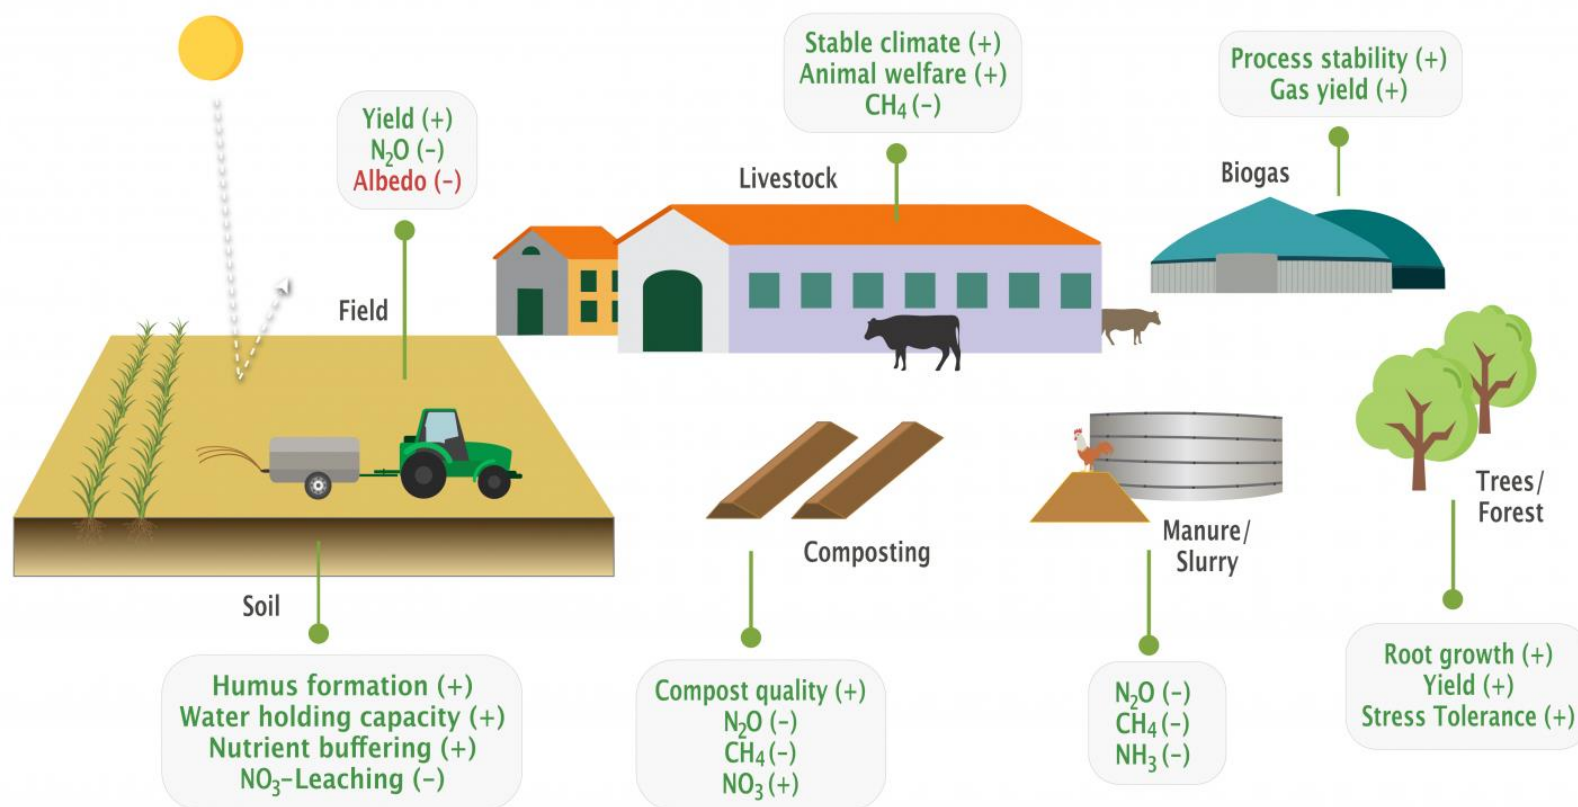 Stable climate (+)
Animal welfare (+)
CH₄ (–)
Process stability (+)
Gas yield (+)
Yield (+)
N₂O (–)
Albedo (–)
Livestock
Biogas
Field
Trees/
Forest
Composting
Manure/
Slurry
Soil
Humus formation (+)
Water holding capacity (+)
Nutrient buffering (+)
NO₃–Leaching (–)
Compost quality (+)
N₂O (–)
CH₄ (–)
NO₃ (+)
N₂O (–)
CH₄ (–)
NH₃ (–)
Root growth (+)
Yield (+)
Stress Tolerance (+)